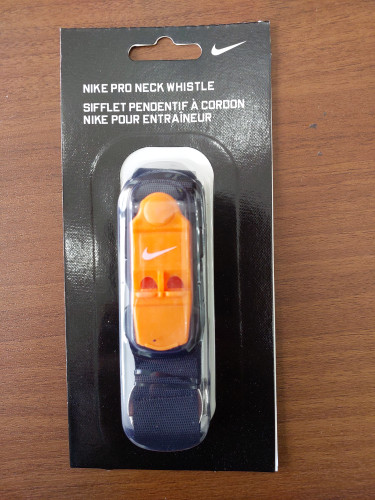 NIKE PRO NECK WHISTLE
SIFFLET PENDENTIF À CORDON
NIKE POUR ENTRAÎNEUR